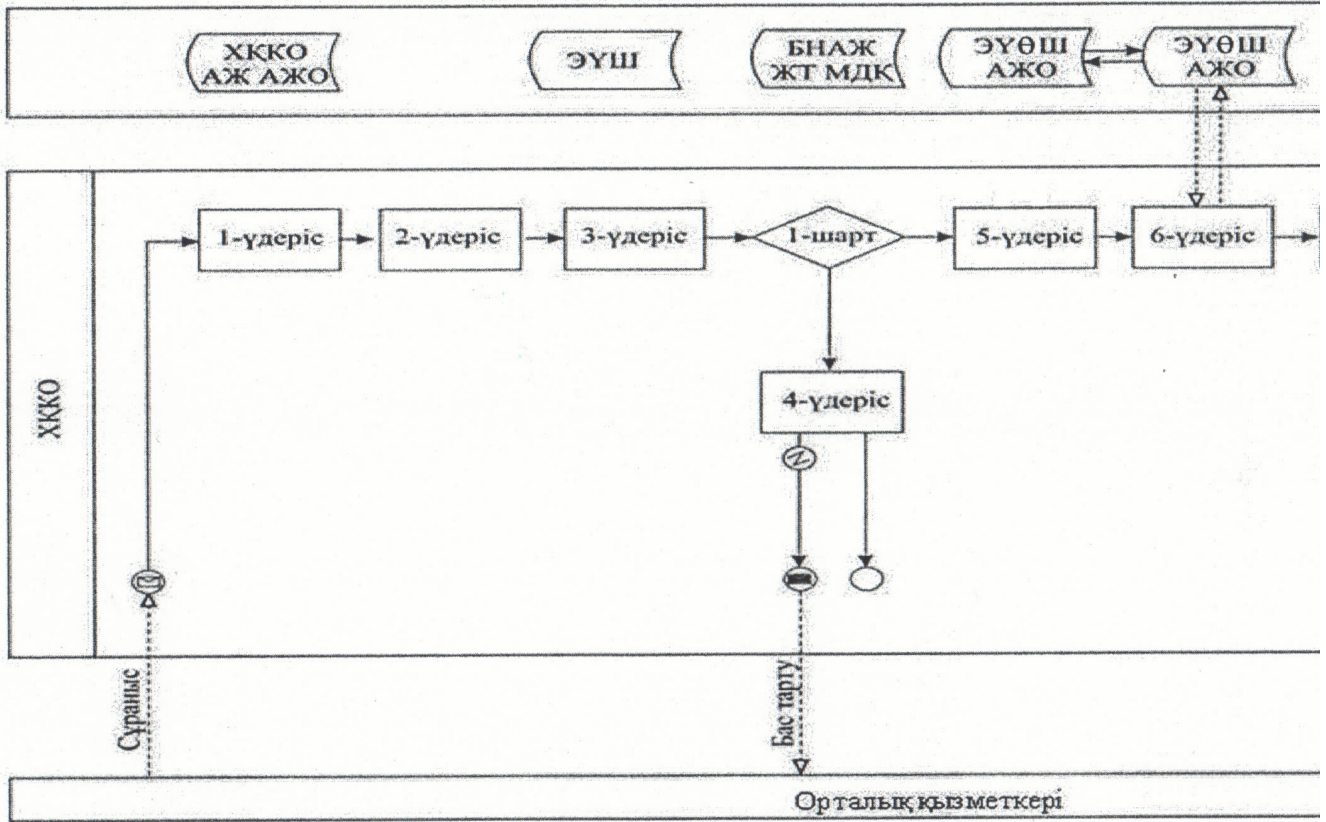 ХҚКО
АЖ АЖО
ЭҮШ
БНАЖ
ЖТ МДҚ
ЭҮӨШ
АЖО
ЭҮӨШ
АЖО
1-үдеріс
2-үдеріс
3-үдеріс
1-шарт
5-үдеріс
6-үдеріс
4-үдеріс
ХҚКО
Сұраныс
Бас тарту
Орталық қызметкері